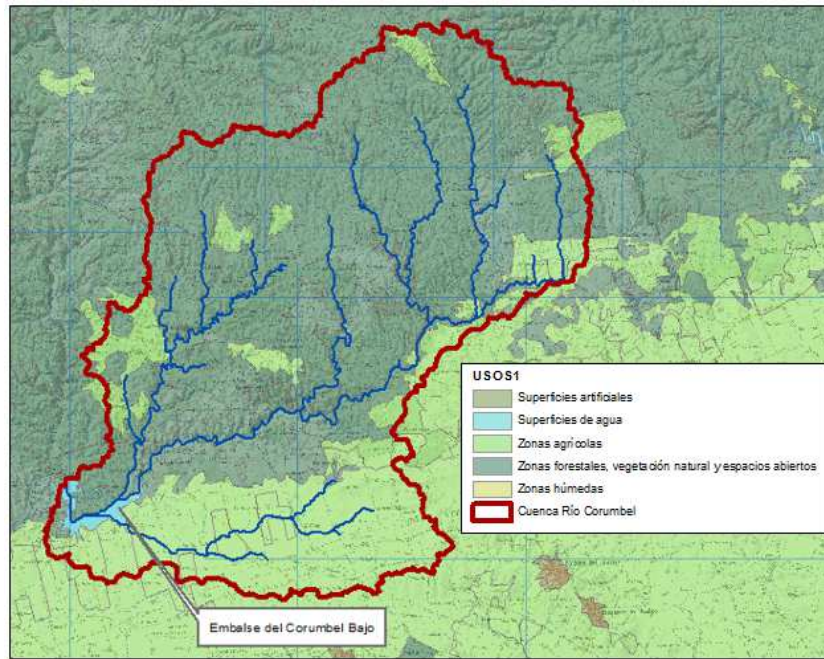 USOS1
Superficies artificiales
Superficies de agua
Zonas agrícolas
Zonas forestales, vegetación natural y espacios abiertos
Zonas húmedas
Cuenca Río Corumbel
Embalse del Corumbel Bajo